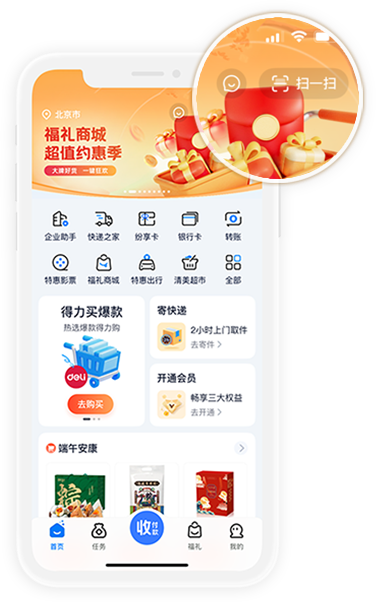 扫一扫
北京市
福礼商城
超值约惠季
大牌好货 一键狂欢
企业助手 快递之家 纷享卡 银行卡 转账
特惠影票 福礼商城 特惠出行 清美超市 全部
得力买爆款
热选爆款得力购
deli
去购买
寄快递
2小时上门取件
去寄件
开通会员
畅享三大权益
去开通
端午安康
粽
首页 任务 收付款 福礼 我的